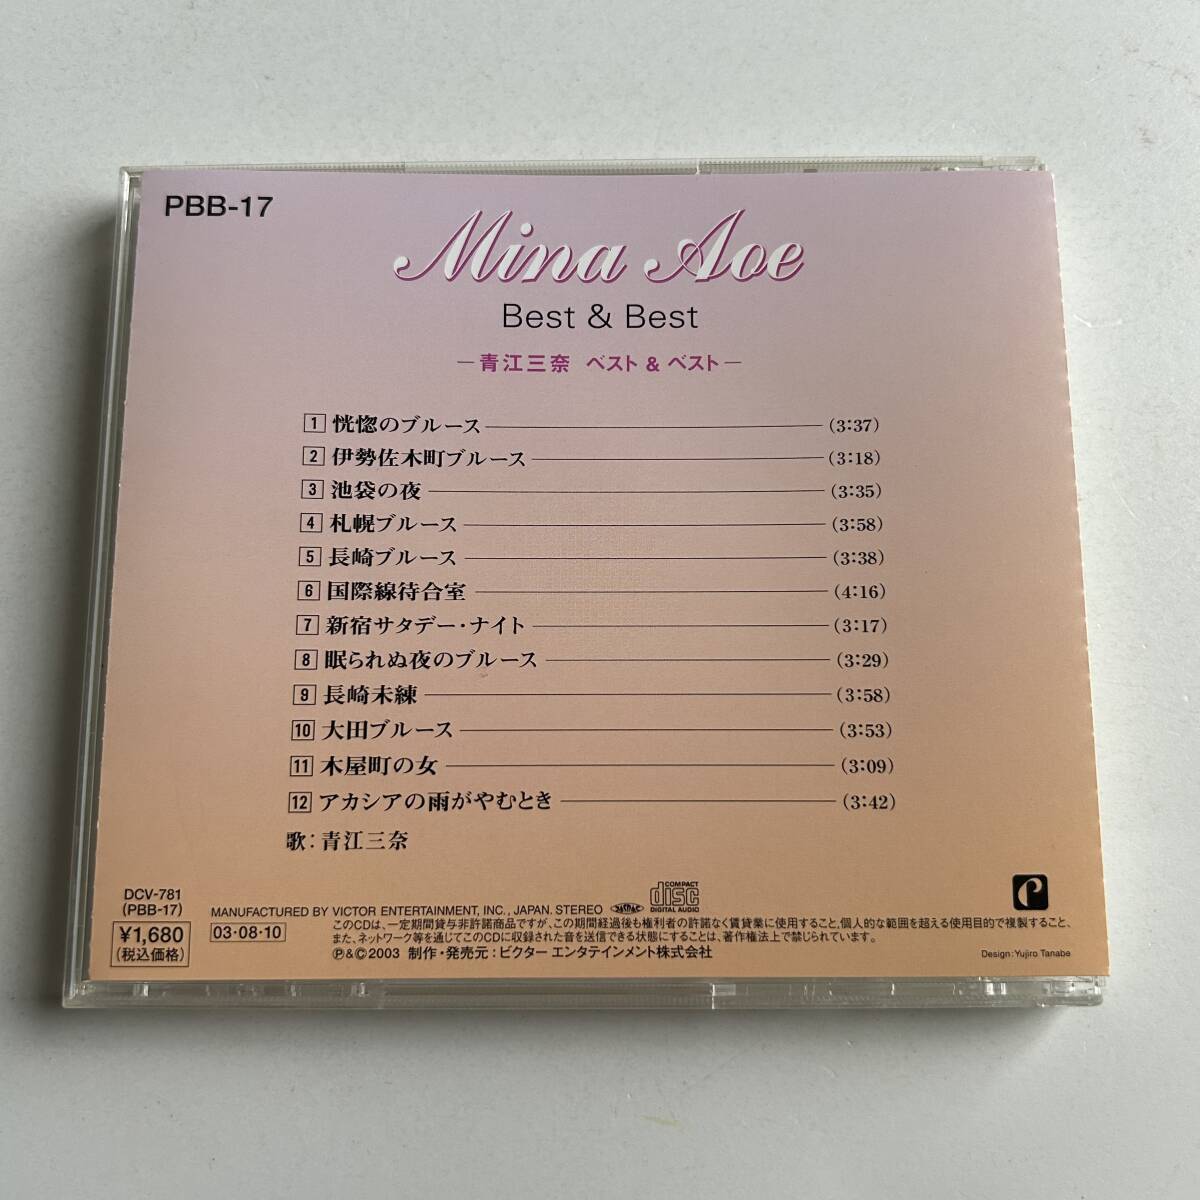 PBB-17
Mina Aoe
Best & Best
—青江三奈 ベスト & ベスト—
1 恍惚のブルース (3:37)
2 伊勢佐木町ブルース (3:18)
3 池袋の夜 (3:35)
4 札幌ブルース (3:58)
5 長崎ブルース (3:38)
6 国際線待合室 (4:16)
7 新宿サタデー・ナイト (3:17)
8 眠られぬ夜のブルース (3:29)
9 長崎未練 (3:58)
10 大田ブルース (3:53)
11 木屋町の女 (3:09)
12 アカシアの雨がやむとき (3:42)
歌:青江三奈
DCV-781
(PBB-17)
¥1,680
(税込価格)
MANUFACTURED BY VICTOR ENTERTAINMENT, INC., JAPAN. STEREO
COMPACT
disc
DIGITAL AUDIO
03·08·10
このCDは、一定期間貸与非許諾商品ですが、この期間経過後も権利者の許諾なく賃貸業に使用すること、個人的な範囲を超える使用目的で複製すること、
また、ネットワーク等を通じてこのCDに収録された音を送信できる状態にすることは、著作権法上で禁じられています。
Ⓟ&Ⓒ2003 制作・発売元:ビクター エンタテインメント株式会社
Design:Yujiro Tanabe